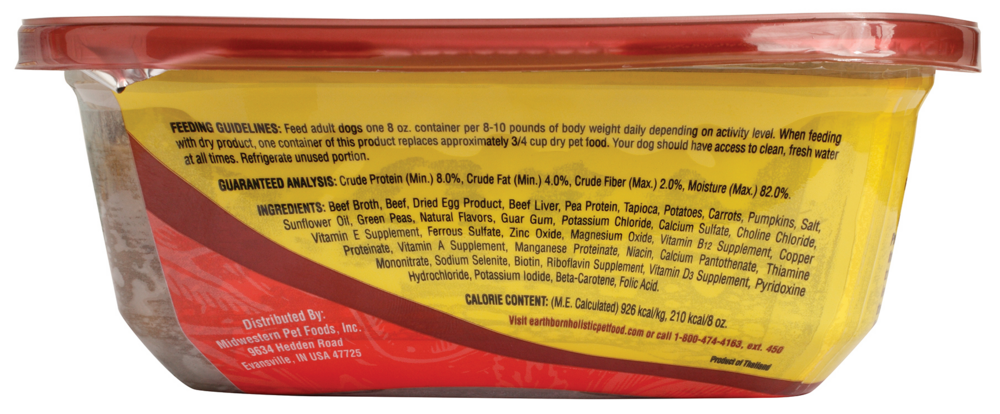 FEEDING GUIDELINES: Feed adult dogs one 8 oz. container per 8-10 pounds of body weight daily depending on activity level. When feeding
with dry product, one container of this product replaces approximately 3/4 cup dry pet food. Your dog should have access to clean, fresh water
at all times. Refrigerate unused portion.
GUARANTEED ANALYSIS: Crude Protein (Min.) 8.0%, Crude Fat (Min.) 4.0%, Crude Fiber (Max.) 2.0%, Moisture (Max.) 82.0%.
INGREDIENTS: Beef Broth, Beef, Dried Egg Product, Beef Liver, Pea Protein, Tapioca, Potatoes, Carrots, Pumpkins, Salt,
Sunflower Oil, Green Peas, Natural Flavors, Guar Gum, Potassium Chloride, Calcium Sulfate, Choline Chloride,
Vitamin E Supplement, Ferrous Sulfate, Zinc Oxide, Magnesium Oxide, Vitamin B12 Supplement, Copper
Proteinate, Vitamin A Supplement, Manganese Proteinate, Niacin, Calcium Pantothenate, Thiamine
Mononitrate, Sodium Selenite, Biotin, Riboflavin Supplement, Vitamin D3 Supplement, Pyridoxine
Hydrochloride, Potassium Iodide, Beta-Carotene, Folic Acid.
CALORIE CONTENT: (M.E. Calculated) 926 kcal/kg, 210 kcal/8 oz.
Visit earthbornholisticpetfood.com or call 1-800-474-4163, ext. 450
Product of Thailand
Distributed By:
Midwestern Pet Foods, Inc.
9634 Hedden Road
Evansville, IN USA 47725